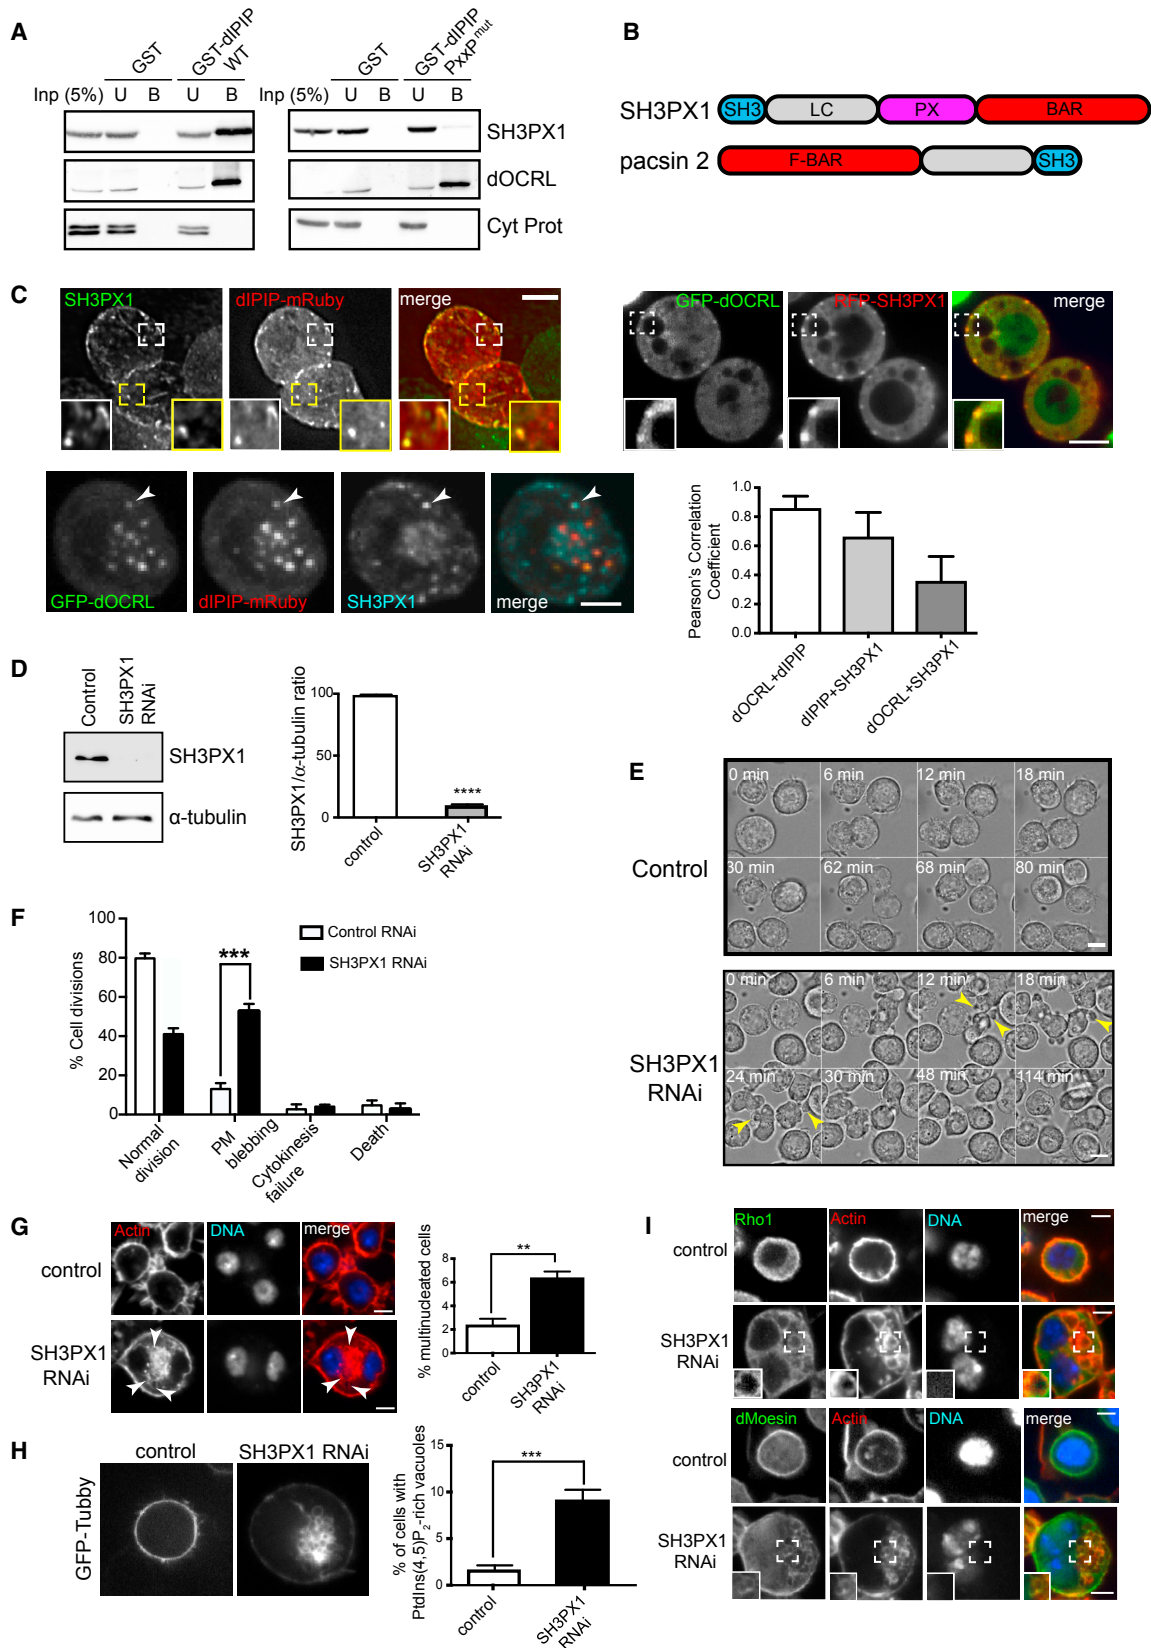 A
GST
GST-dIPIP WT
GST
GST-dIPIP PxxP mut
Inp (5%) U B U B
Inp (5%) U B U B
SH3PX1
dOCRL
Cyt Prot
B
SH3PX1
SH3 LC PX BAR
pacsin 2
F-BAR SH3
C
SH3PX1
dIPIP-mRuby
merge
GFP-dOCRL
RFP-SH3PX1
merge
GFP-dOCRL
dIPIP-mRuby
SH3PX1
merge
Pearson's Correlation
Coefficient
1.0
0.8
0.6
0.4
0.2
0.0
dOCRL+dIPIP
dIPIP+SH3PX1
dOCRL+SH3PX1
D
Control
SH3PX1
RNAi
SH3PX1
α-tubulin
SH3PX1/α-tubulin ratio
100
50
0
****
control
SH3PX1
RNAi
E
Control
0 min 6 min 12 min 18 min
30 min 62 min 68 min 80 min
SH3PX1
RNAi
0 min 6 min 12 min 18 min
24 min 30 min 48 min 114 min
F
% Cell divisions
100
80
60
40
20
0
***
Control RNAi
SH3PX1 RNAi
Normal
division
PM
blebbing
Cytokinesis
failure
Death
G
Actin
DNA
merge
control
SH3PX1
RNAi
% multinucleated cells
8
6
4
2
0
**
control
SH3PX1
RNAi
H
control
SH3PX1 RNAi
GFP-Tubby
% of cells with
PtdIns(4,5)P2-rich vacuoles
15
10
5
0
***
control
SH3PX1
RNAi
I
Rho1
Actin
DNA
merge
control
SH3PX1
RNAi
dMoesin
Actin
DNA
merge
control
SH3PX1
RNAi